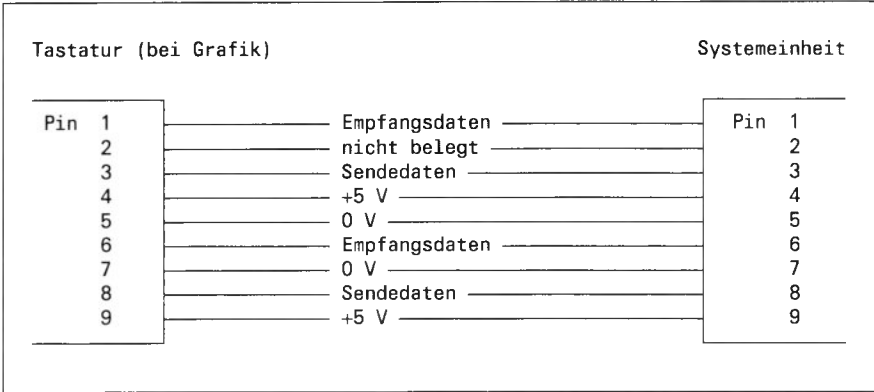 Tastatur (bei Grafik) Systemeinheit
Pin 1 Empfangsdaten Pin 1
2 nicht belegt 2
3 Sendedaten 3
4 +5 V 4
5 0 V 5
6 Empfangsdaten 6
7 0 V 7
8 Sendedaten 8
9 +5 V 9